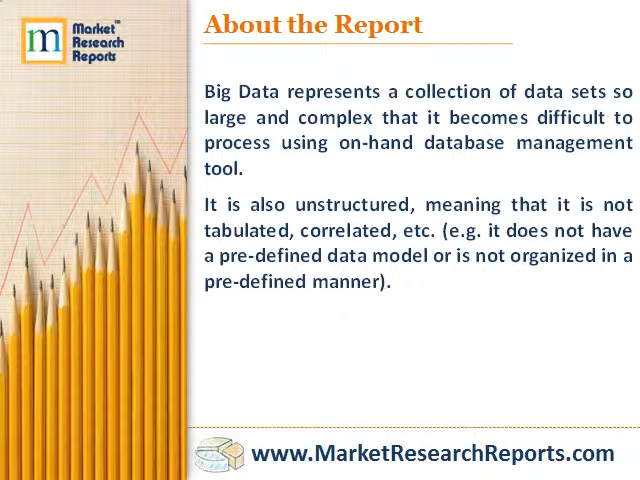 m
Market™
Research
Reports
About the Report
Big Data represents a collection of data sets so
large and complex that it becomes difficult to
process using on-hand database management
tool.
It is also unstructured, meaning that it is not
tabulated, correlated, etc. (e.g. it does not have
a pre-defined data model or is not organized in a
pre-defined manner).
www.MarketResearchReports.com